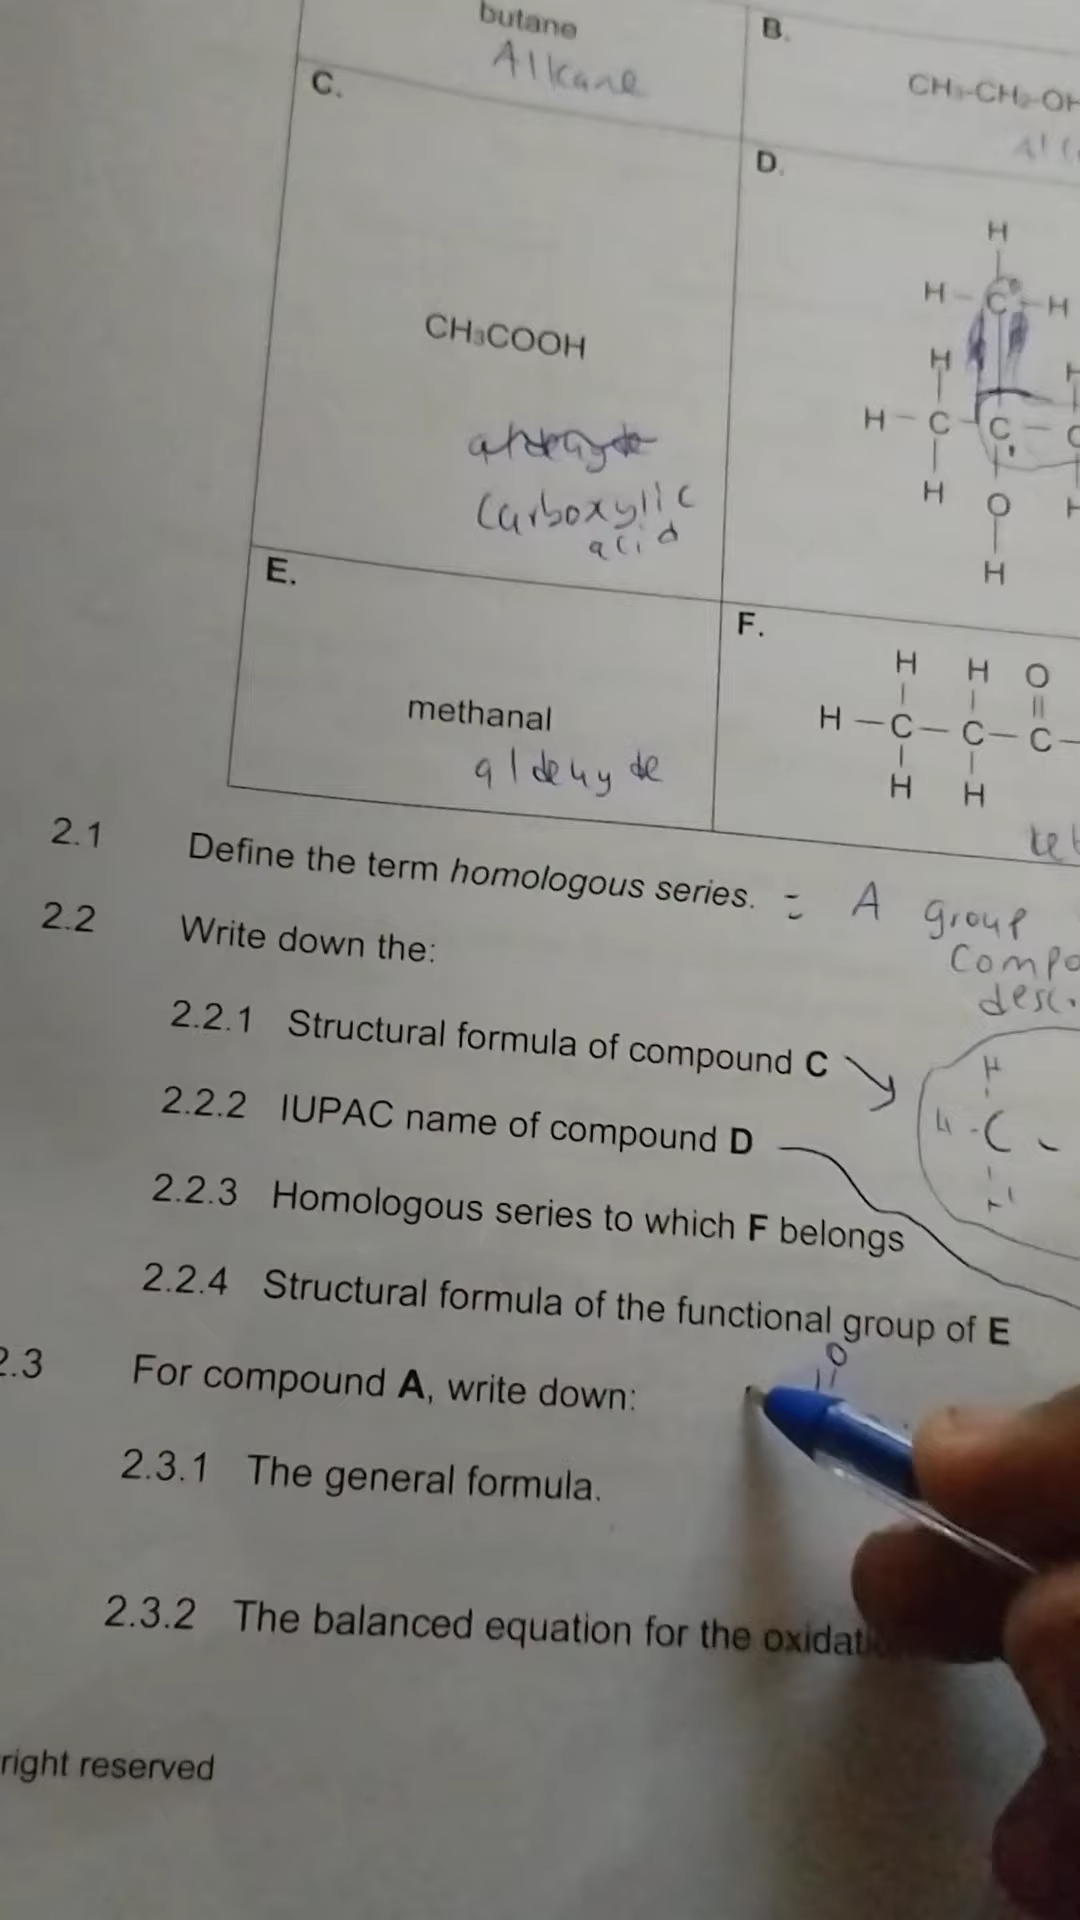 butane
Alkane
B.
CH₃-CH₂-OH
C.
CH₃COOH
Carboxylic
acid
D.
H
H-C-H
H
H-C-C-C
H O
H
E.
methanal
aldehyde
F.
H H O
H-C-C-C-
H H
2.1 Define the term homologous series. = A group
compo
desc.
2.2 Write down the:
2.2.1 Structural formula of compound C
H
H-C-
H
2.2.2 IUPAC name of compound D
2.2.3 Homologous series to which F belongs
2.2.4 Structural formula of the functional group of E
O
2.3 For compound A, write down:
2.3.1 The general formula.
2.3.2 The balanced equation for the oxidati
right reserved